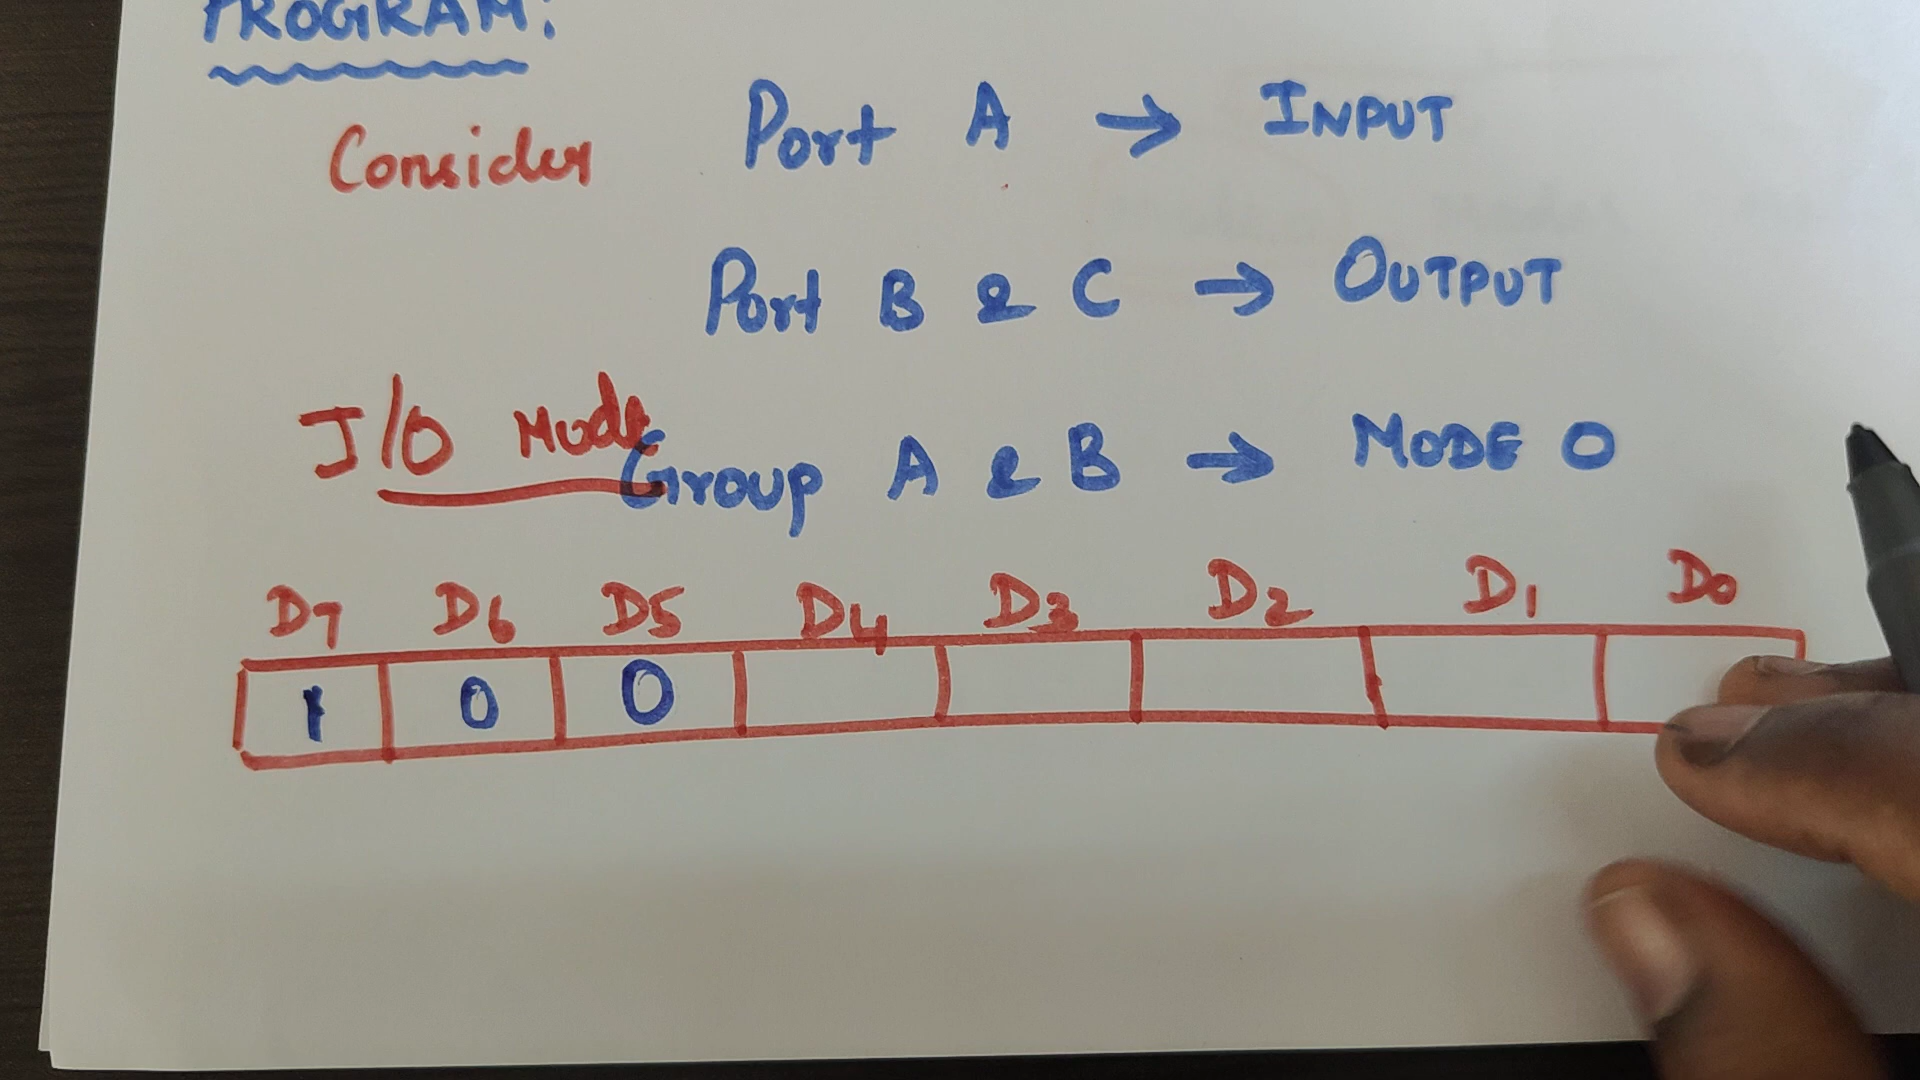 PROGRAM:
Consider Port A → INPUT
Port B & C → OUTPUT
I/O Mode Group A & B → MODE 0
D7 D6 D5 D4 D3 D2 D1 D0
1 0 0